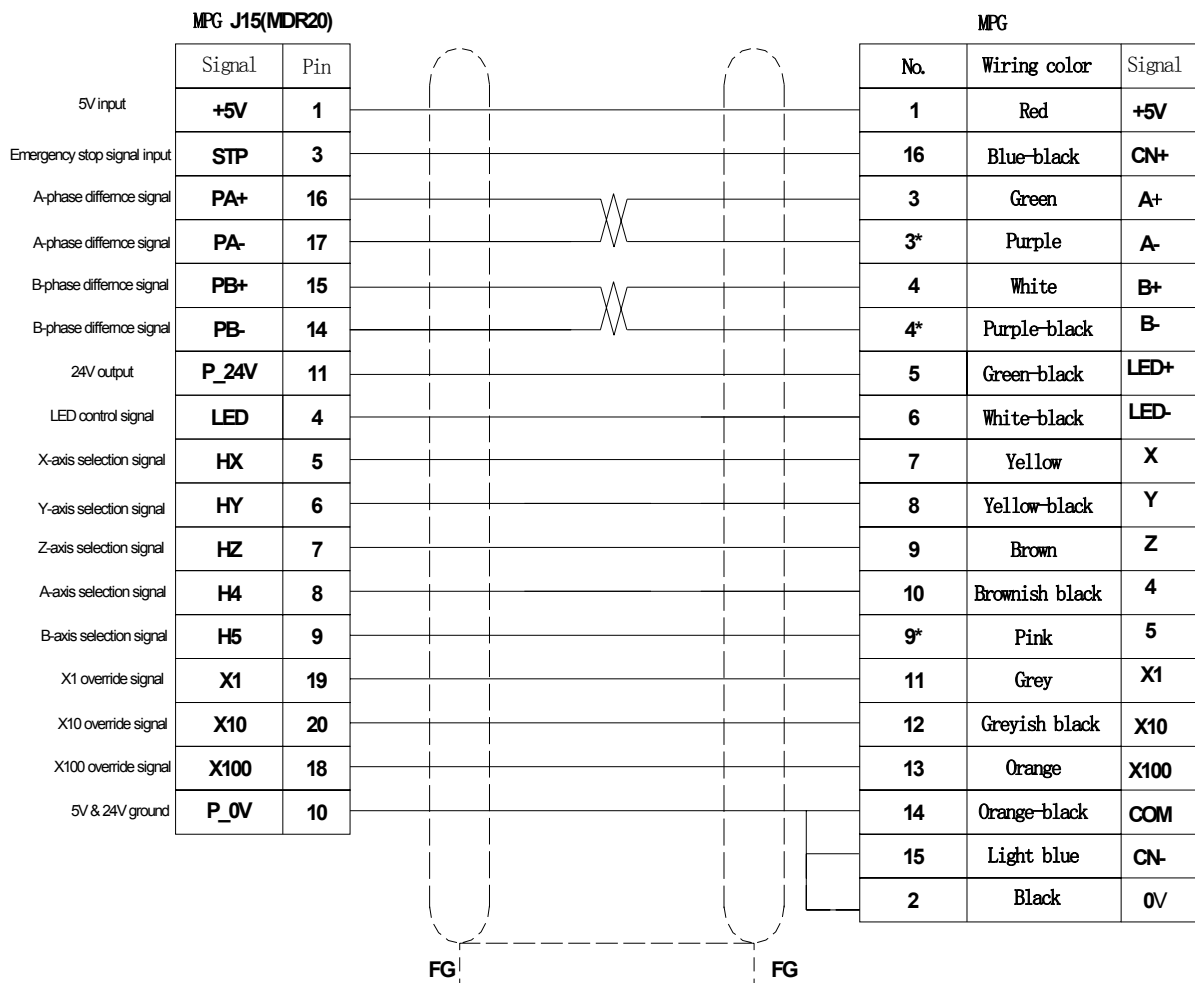 MPG J15(MDR20) MPG
Signal Pin No. Wiring color Signal
5V input +5V 1 1 Red +5V
Emergency stop signal input STP 3 16 Blue-black CN+
A-phase differnce signal PA+ 16 3 Green A+
A-phase differnce signal PA- 17 3* Purple A-
B-phase differnce signal PB+ 15 4 White B+
B-phase differnce signal PB- 14 4* Purple-black B-
24V output P_24V 11 5 Green-black LED+
LED control signal LED 4 6 White-black LED-
X-axis selection signal HX 5 7 Yellow X
Y-axis selection signal HY 6 8 Yellow-black Y
Z-axis selection signal HZ 7 9 Brown Z
A-axis selection signal H4 8 10 Brownish black 4
B-axis selection signal H5 9 9* Pink 5
X1 override signal X1 19 11 Grey X1
X10 override signal X10 20 12 Greyish black X10
X100 override signal X100 18 13 Orange X100
5V & 24V ground P_0V 10 14 Orange-black COM
15 Light blue CN-
2 Black 0V
FG FG